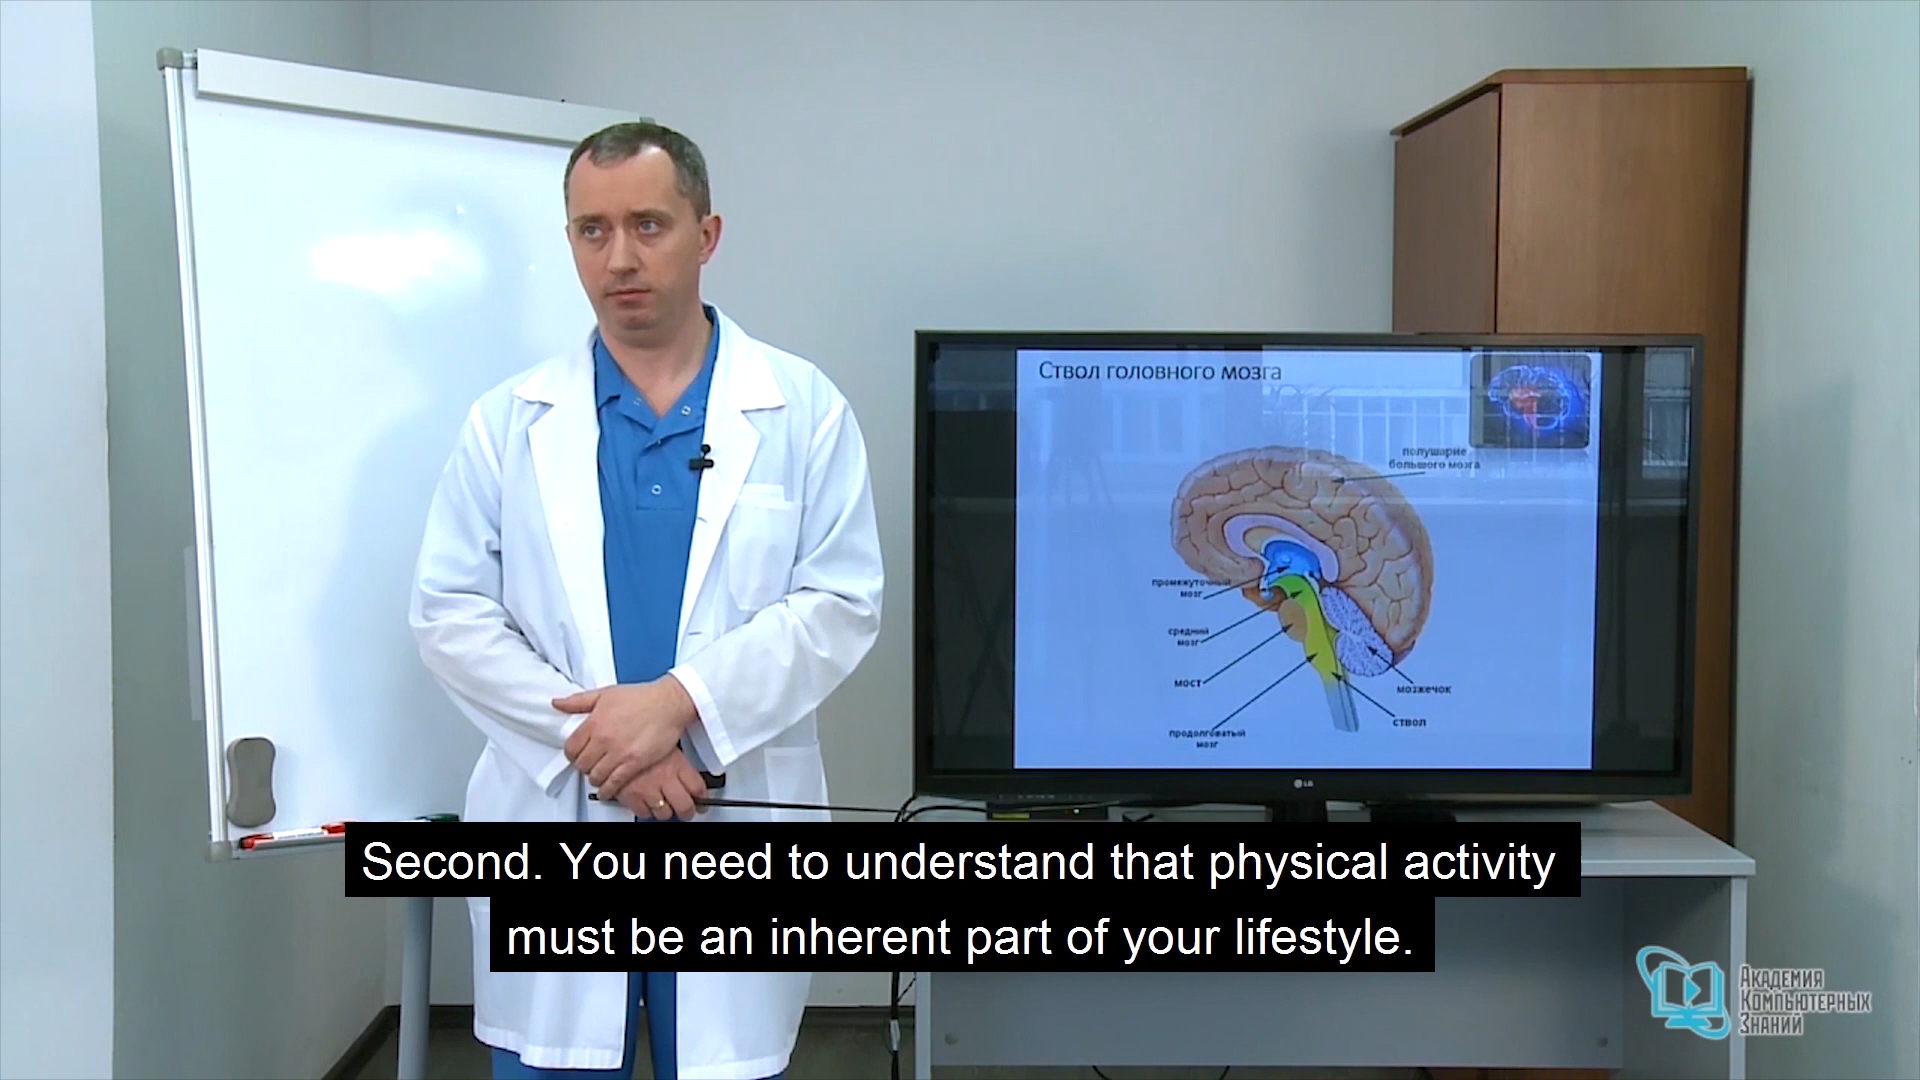 Ствол головного мозга
полушарие
большого мозга
промежуточный
мозг
средний
мозг
мост
продолговатый
мозг
мозжечок
ствол
LG
Second. You need to understand that physical activity
must be an inherent part of your lifestyle.
Академия
Компьютерных
Знаний